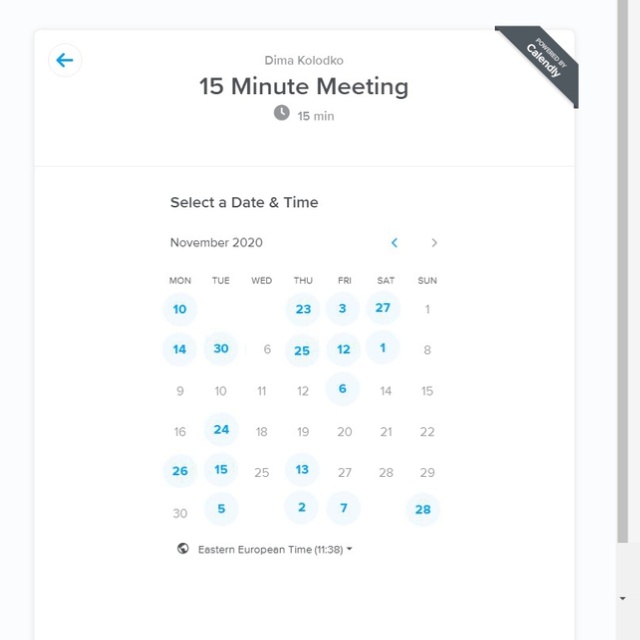 POWERED BY
Calendly
Dima Kolodko
15 Minute Meeting
15 min
Select a Date & Time
November 2020
MON TUE WED THU FRI SAT SUN
10 23 3 27 1
14 30 6 25 12 1 8
9 10 11 12 6 14 15
16 24 18 19 20 21 22
26 15 25 13 27 28 29
30 5 2 7 28
Eastern European Time (11:38)